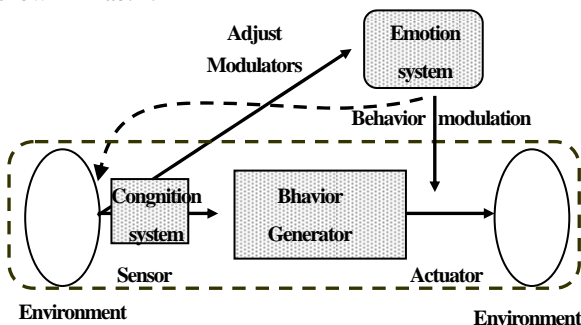 Adjust
Modulators
Emotion
system
Behavior modulation
Congnition
system
Bhavior
Generator
Sensor
Actuator
Environment
Environment